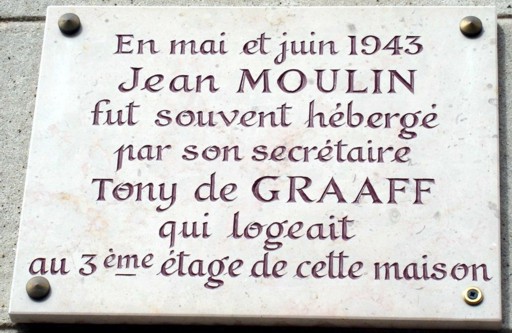 En mai et juin 1943
Jean MOULIN
fut souvent hébergé
par son secrétaire
Tony de GRAAFF
qui logeait
au 3ème étage de cette maison